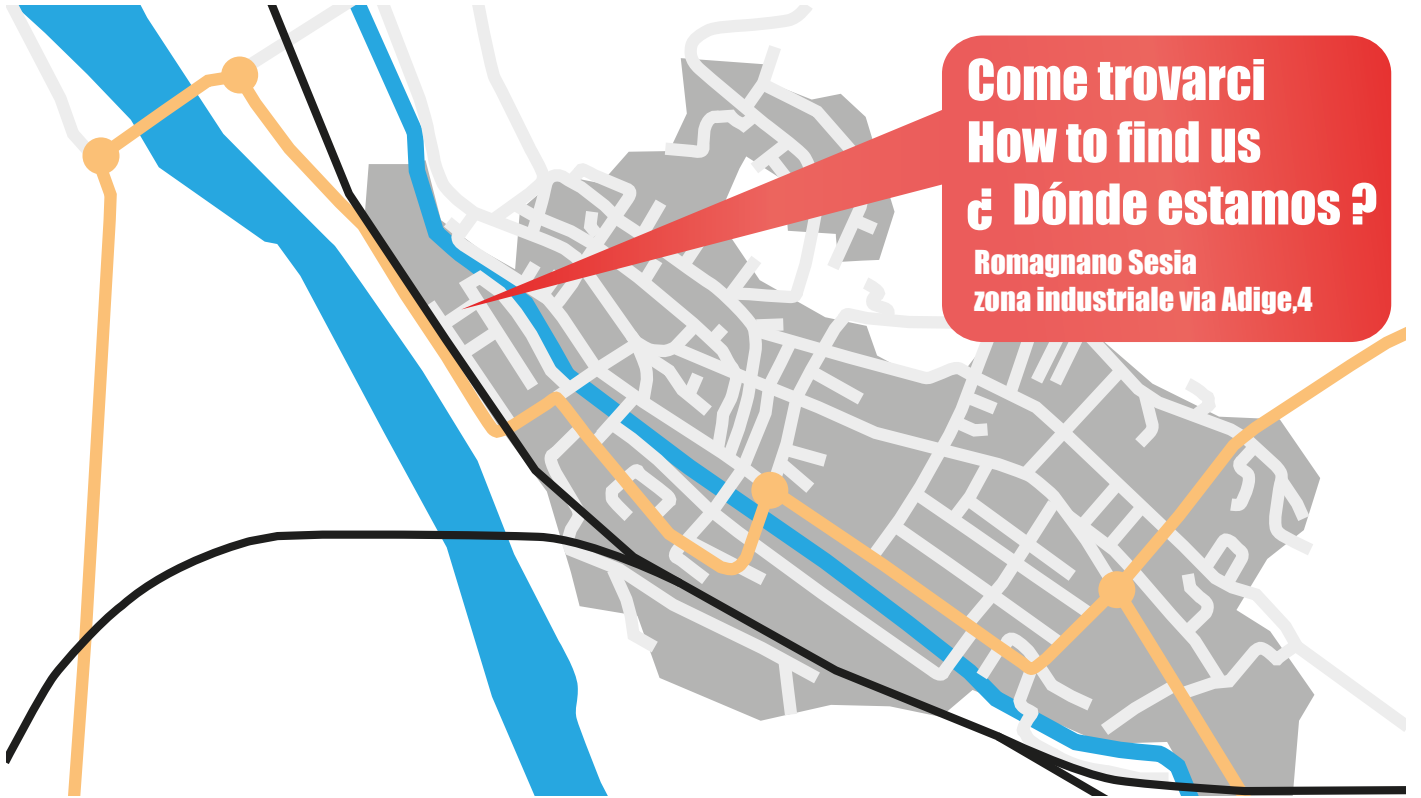 Come trovarci
How to find us
¿ Dónde estamos ?
Romagnano Sesia
zona industriale via Adige,4